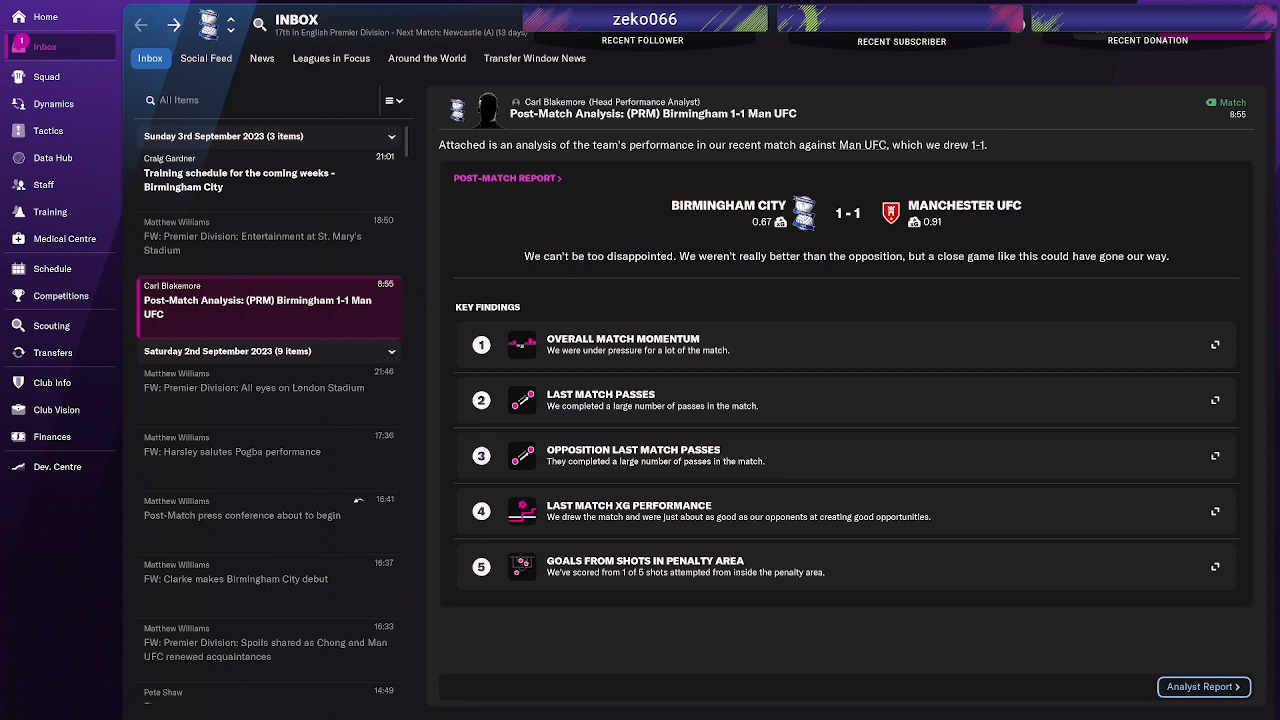 Home
1
Inbox
Squad
Dynamics
Tactics
Data Hub
Staff
Training
Medical Centre
Schedule
Competitions
Scouting
Transfers
Club Info
Club Vision
Finances
Dev. Centre
INBOX
17th in English Premier Division - Next Match: Newcastle (A) (13 days)
zeko066
RECENT FOLLOWER
RECENT SUBSCRIBER
RECENT DONATION
Inbox
Social Feed
News
Leagues in Focus
Around the World
Transfer Window News
All Items
Sunday 3rd September 2023 (3 items)
Craig Gardner
21:01
Training schedule for the coming weeks -
Birmingham City
Matthew Williams
18:50
FW: Premier Division: Entertainment at St. Mary's
Stadium
Carl Blakemore
8:55
Post-Match Analysis: (PRM) Birmingham 1-1 Man
UFC
Saturday 2nd September 2023 (9 items)
Matthew Williams
21:46
FW: Premier Division: All eyes on London Stadium
Matthew Williams
17:36
FW: Harsley salutes Pogba performance
Matthew Williams
16:41
Post-Match press conference about to begin
Matthew Williams
16:37
FW: Clarke makes Birmingham City debut
Matthew Williams
16:33
FW: Premier Division: Spoils shared as Chong and Man
UFC renewed acquaintances
Pete Shaw
14:49
Carl Blakemore (Head Performance Analyst)
Post-Match Analysis: (PRM) Birmingham 1-1 Man UFC
Match
8:55
Attached is an analysis of the team's performance in our recent match against Man UFC, which we drew 1-1.
POST-MATCH REPORT >
BIRMINGHAM CITY
0.67 xG
1 - 1
MANCHESTER UFC
xG 0.91
We can't be too disappointed. We weren't really better than the opposition, but a close game like this could have gone our way.
KEY FINDINGS
1
OVERALL MATCH MOMENTUM
We were under pressure for a lot of the match.
2
LAST MATCH PASSES
We completed a large number of passes in the match.
3
OPPOSITION LAST MATCH PASSES
They completed a large number of passes in the match.
4
LAST MATCH XG PERFORMANCE
We drew the match and were just about as good as our opponents at creating good opportunities.
5
GOALS FROM SHOTS IN PENALTY AREA
We've scored from 1 of 5 shots attempted from inside the penalty area.
Analyst Report >